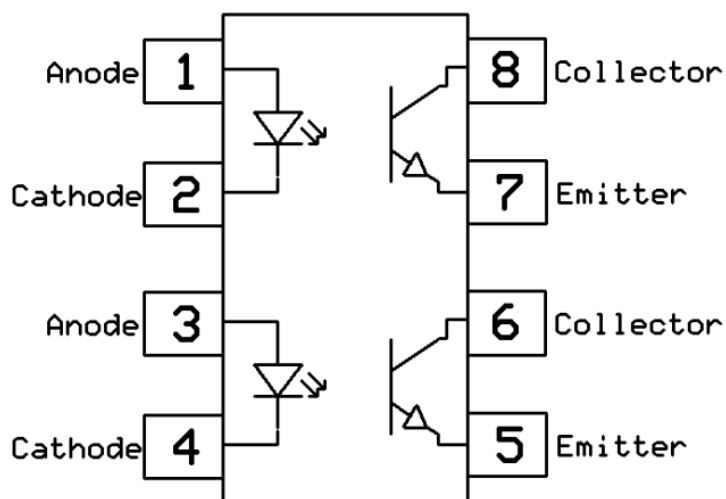 Anode 1 8 Collector
Cathode 2 7 Emitter
Anode 3 6 Collector
Cathode 4 5 Emitter